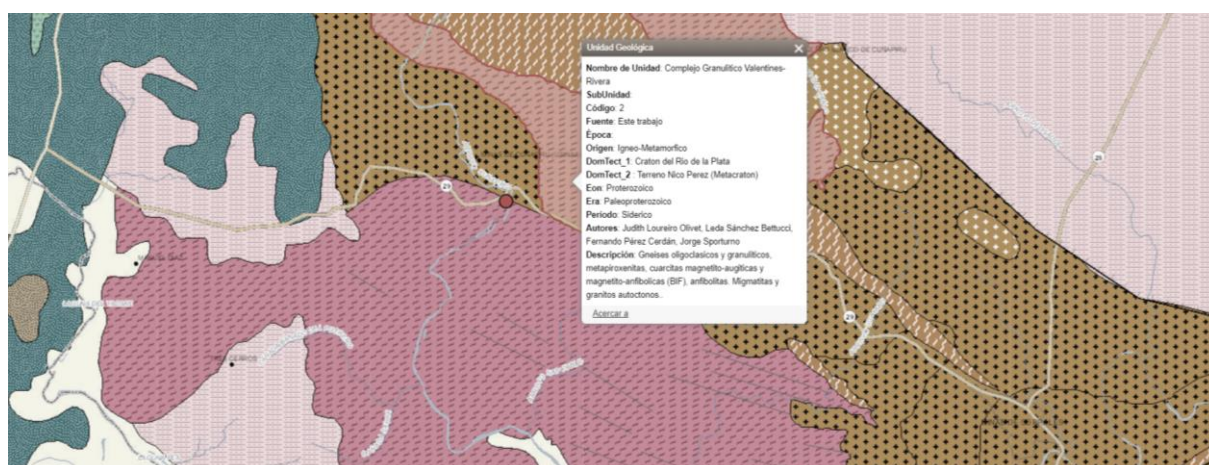 Unidad Geológica
Nombre de Unidad: Complejo Granulitico Valentines-
Rivera
SubUnidad:
Código: 2
Fuente: Este trabajo
Época:
Origen: Igneo-Metamorfico
DomTect_1: Craton del Rio de la Plata
DomTect_2 : Terreno Nico Perez (Metacraton)
Eon: Proterozoico
Era: Paleoproterozoico
Periodo: Siderico
Autores: Judith Loureiro Olivet, Leda Sánchez Bettucci,
Fernando Pérez Cerdán, Jorge Sporturno
Descripción: Gneises oligoclasicos y granuliticos,
metapiroxenitas, cuarcitas magnetito-augiticas y
magnetito-anfibolicas (BIF), anfibolitas. Migmatitas y
granitos autoctonos..
Acercar a
29
29